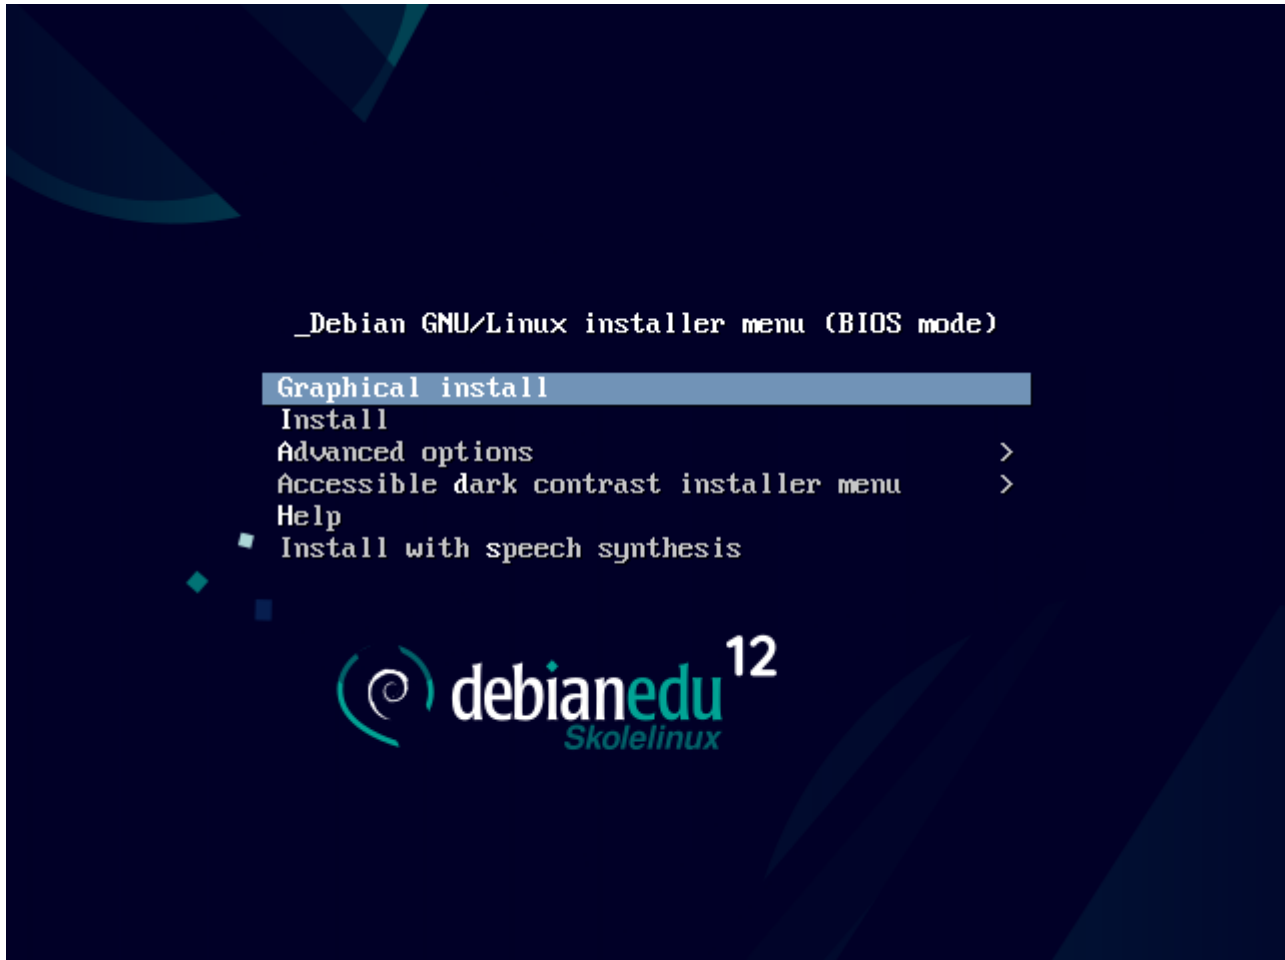 _Debian GNU/Linux installer menu (BIOS mode)
Graphical install
Install
Advanced options >
Accessible dark contrast installer menu >
Help
Install with speech synthesis
debianedu 12
Skolelinux